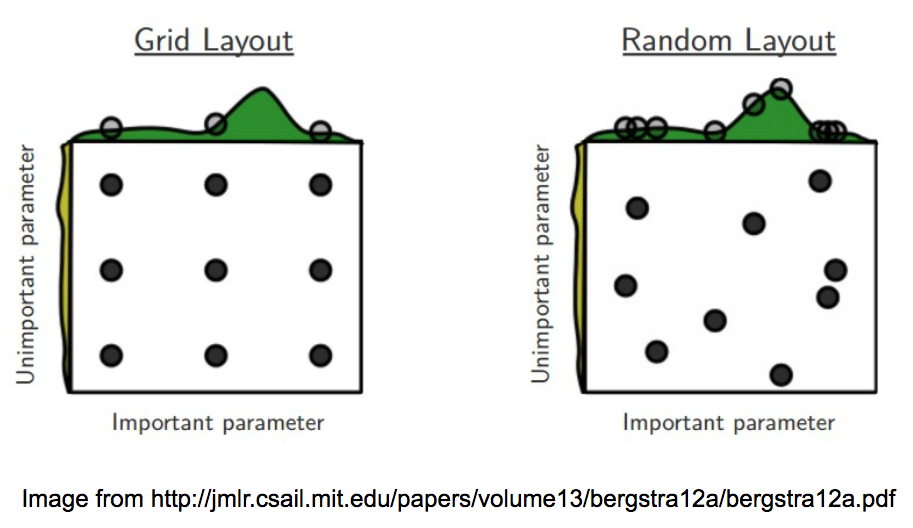 Grid Layout
Random Layout
Unimportant parameter
Important parameter
Unimportant parameter
Important parameter
Image from http://jmlr.csail.mit.edu/papers/volume13/bergstra12a/bergstra12a.pdf